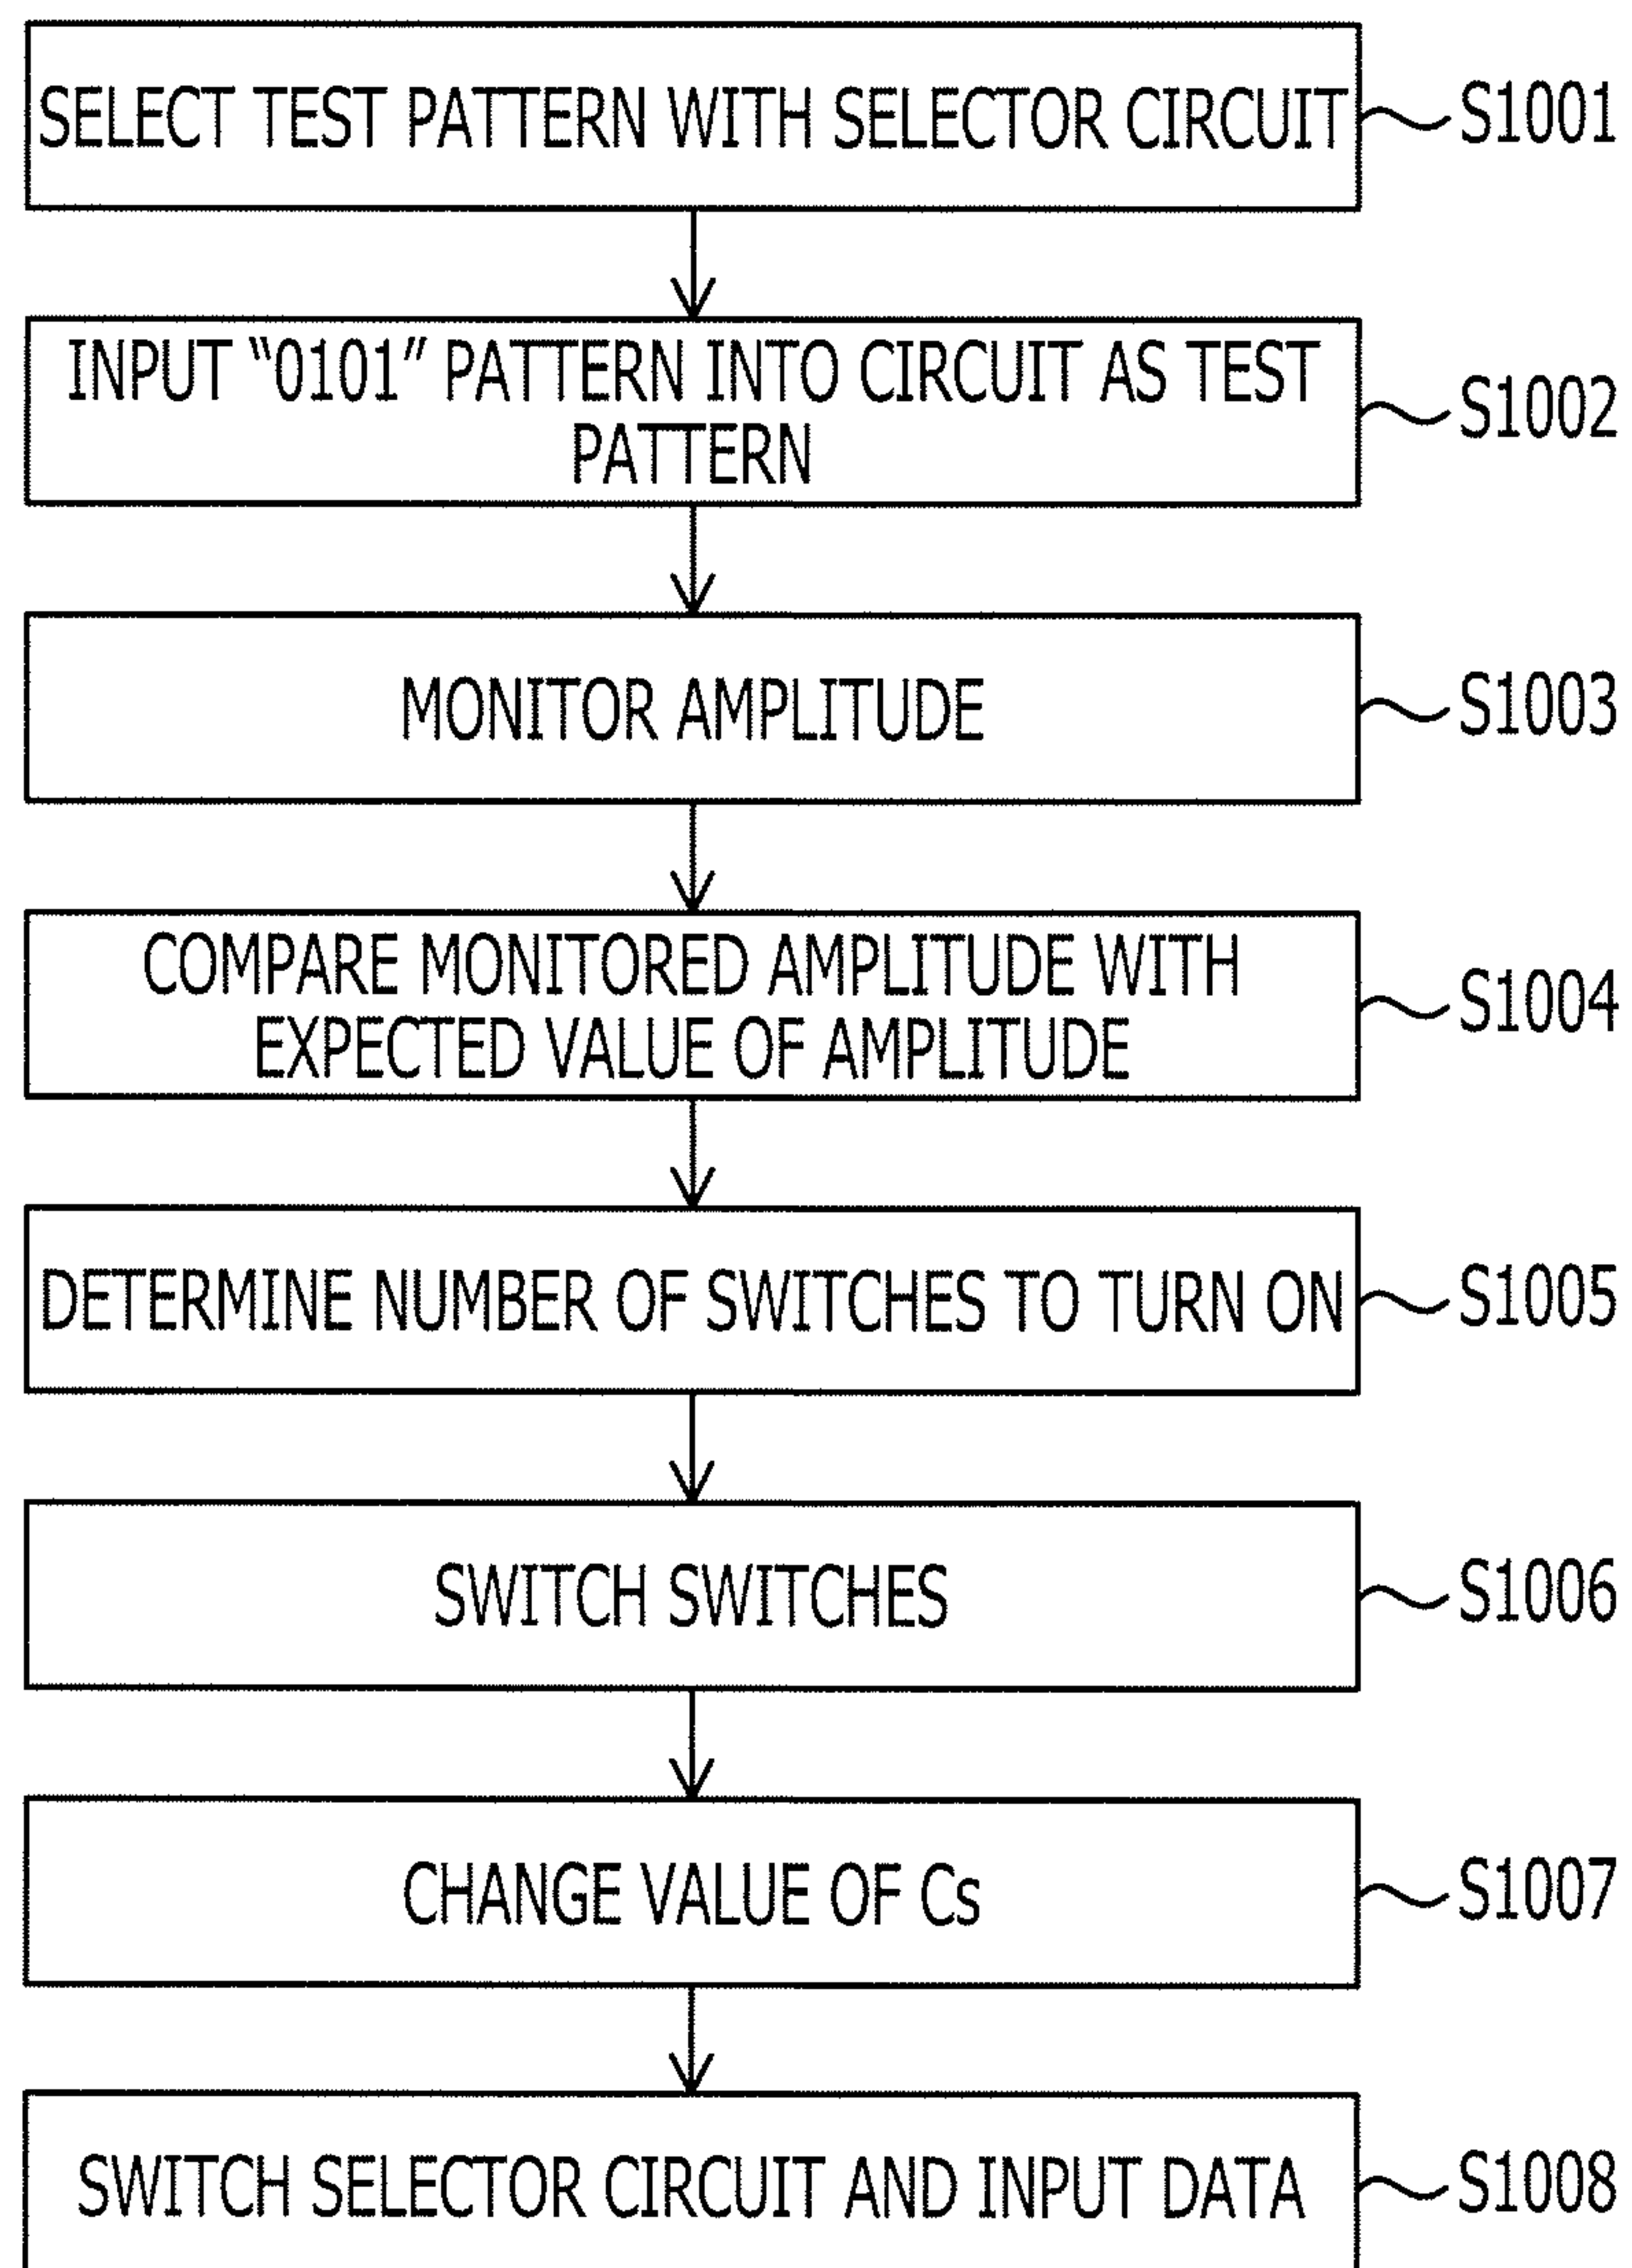 SELECT TEST PATTERN WITH SELECTOR CIRCUIT
S1001
INPUT “0101” PATTERN INTO CIRCUIT AS TEST
PATTERN
S1002
MONITOR AMPLITUDE
S1003
COMPARE MONITORED AMPLITUDE WITH
EXPECTED VALUE OF AMPLITUDE
S1004
DETERMINE NUMBER OF SWITCHES TO TURN ON
S1005
SWITCH SWITCHES
S1006
CHANGE VALUE OF Cs
S1007
SWITCH SELECTOR CIRCUIT AND INPUT DATA
S1008